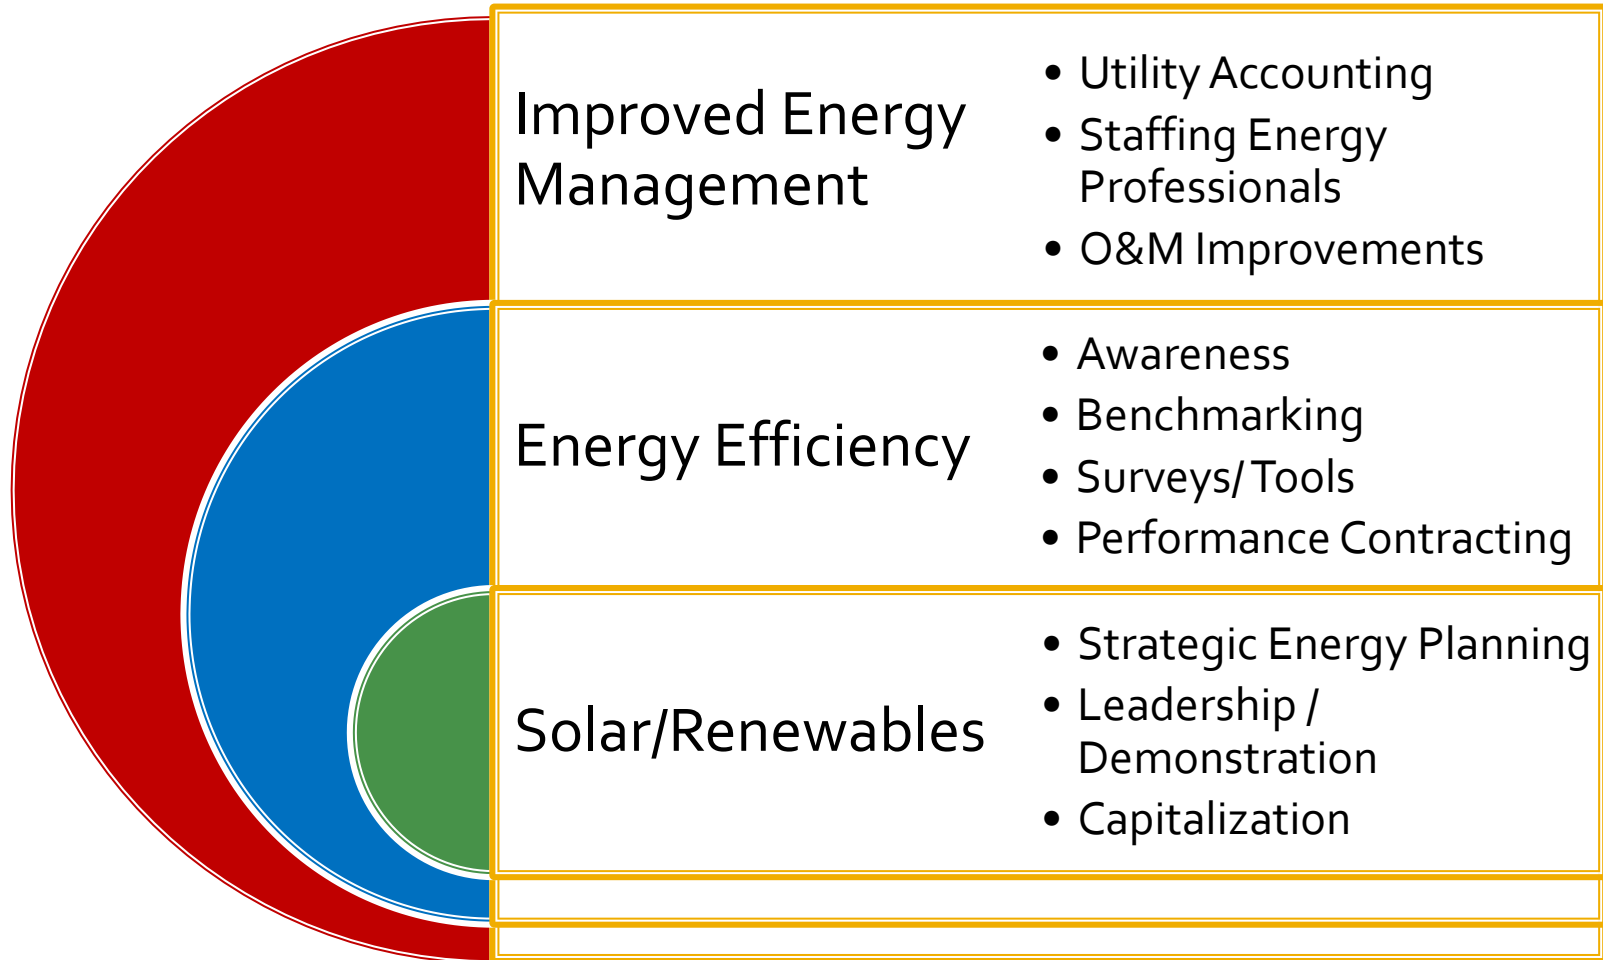 Improved Energy
Management
• Utility Accounting
• Staffing Energy
Professionals
• O&M Improvements
Energy Efficiency
• Awareness
• Benchmarking
• Surveys/ Tools
• Performance Contracting
Solar/Renewables
• Strategic Energy Planning
• Leadership /
Demonstration
• Capitalization